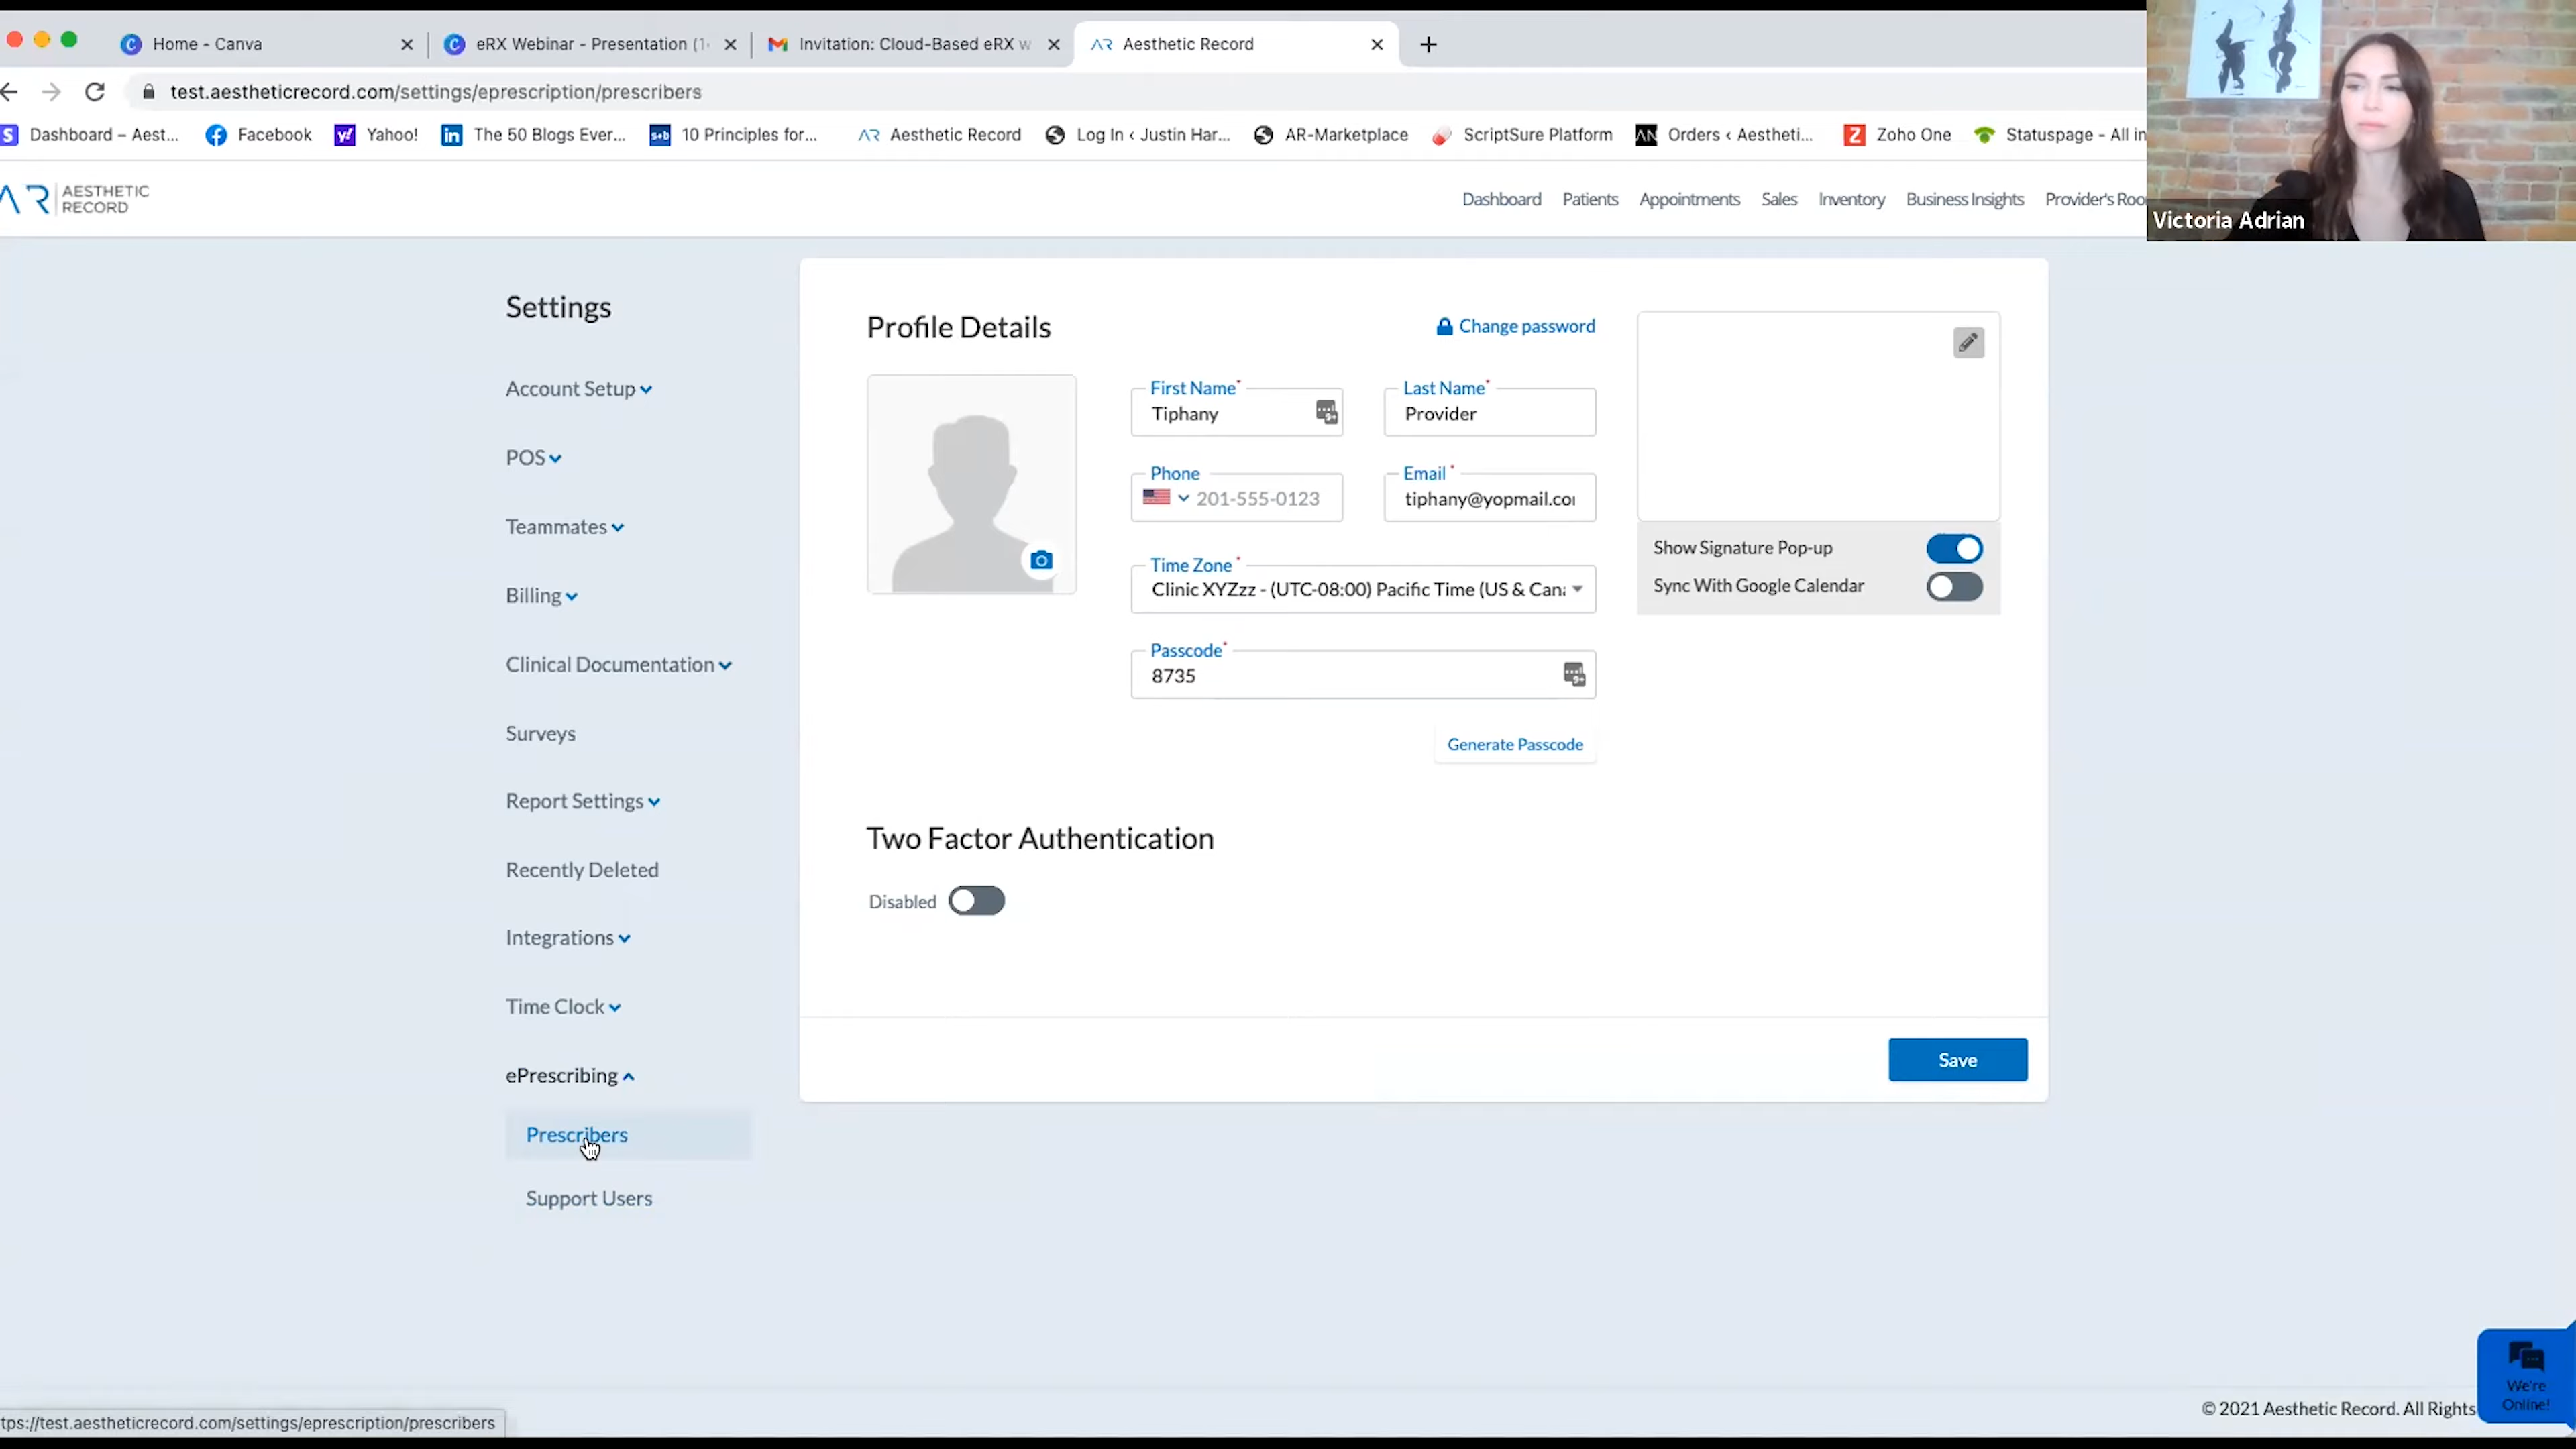 Home - Canva
eRX Webinar - Presentation (1
Invitation: Cloud-Based eRX w
Aesthetic Record
test.aestheticrecord.com/settings/eprescription/prescribers
Dashboard – Aest...
Facebook
Yahoo!
The 50 Blogs Ever...
10 Principles for...
Aesthetic Record
Log In ‹ Justin Har...
AR-Marketplace
ScriptSure Platform
Orders ‹ Aestheti...
Zoho One
Statuspage - All in
Victoria Adrian
AR AESTHETIC
RECORD
Dashboard
Patients
Appointments
Sales
Inventory
Business Insights
Provider's Roo
Settings
Account Setup
POS
Teammates
Billing
Clinical Documentation
Surveys
Report Settings
Recently Deleted
Integrations
Time Clock
ePrescribing
Prescribers
Support Users
Profile Details
Change password
First Name*
Tiphany
Last Name*
Provider
Phone
201-555-0123
Email *
tiphany@yopmail.co
Time Zone *
Clinic XYZzz - (UTC-08:00) Pacific Time (US & Can
Passcode*
8735
Generate Passcode
Show Signature Pop-up
Sync With Google Calendar
Two Factor Authentication
Disabled
Save
We're
Online!
© 2021 Aesthetic Record. All Rights
tps://test.aestheticrecord.com/settings/eprescription/prescribers